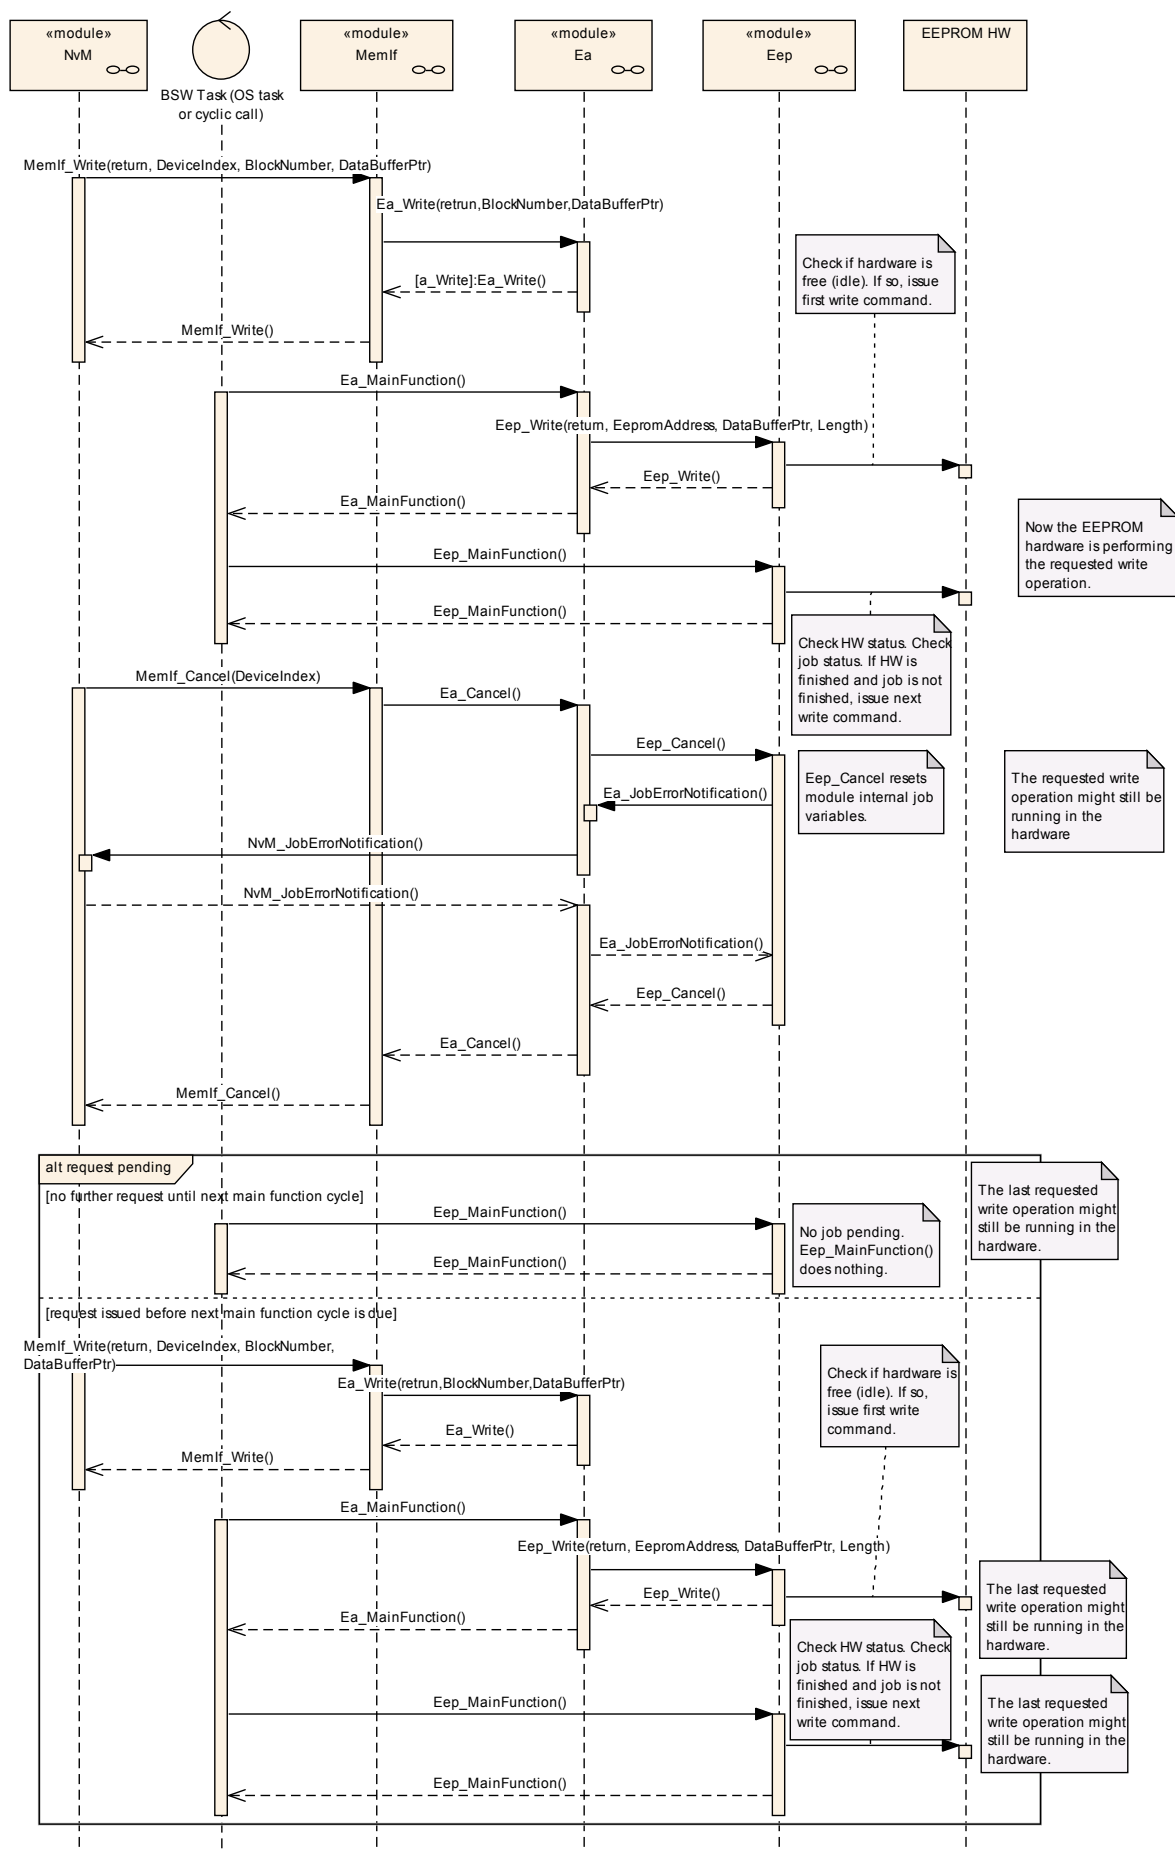 «module»
NvM
BSW Task (OS task
or cyclic call)
«module»
MemIf
«module»
Ea
«module»
Eep
EEPROM HW
MemIf_Write(return, DeviceIndex, BlockNumber, DataBufferPtr)
Ea_Write(retrun,BlockNumber,DataBufferPtr)
Check if hardware is
free (idle). If so, issue
first write command.
[a_Write]:Ea_Write()
MemIf_Write()
Ea_MainFunction()
Eep_Write(return, EepromAddress, DataBufferPtr, Length)
Eep_Write()
Ea_MainFunction()
Now the EEPROM
hardware is performing
the requested write
operation.
Eep_MainFunction()
Eep_MainFunction()
Check HW status. Check
job status. If HW is
finished and job is not
finished, issue next
write command.
MemIf_Cancel(DeviceIndex)
Ea_Cancel()
Eep_Cancel()
Eep_Cancel resets
module internal job
variables.
The requested write
operation might still be
running in the
hardware
Ea_JobErrorNotification()
NvM_JobErrorNotification()
NvM_JobErrorNotification()
Ea_JobErrorNotification()
Eep_Cancel()
Ea_Cancel()
MemIf_Cancel()
alt request pending
[no further request until next main function cycle]
The last requested
write operation might
still be running in the
hardware.
Eep_MainFunction()
No job pending.
Eep_MainFunction()
does nothing.
Eep_MainFunction()
[request issued before next main function cycle is due]
MemIf_Write(return, DeviceIndex, BlockNumber,
DataBufferPtr)
Check if hardware is
free (idle). If so,
issue first write
command.
Ea_Write(retrun,BlockNumber,DataBufferPtr)
Ea_Write()
MemIf_Write()
Ea_MainFunction()
Eep_Write(return, EepromAddress, DataBufferPtr, Length)
Eep_Write()
The last requested
write operation might
still be running in the
hardware.
Ea_MainFunction()
Check HW status. Check
job status. If HW is
finished and job is not
finished, issue next
write command.
Eep_MainFunction()
The last requested
write operation might
still be running in the
hardware.
Eep_MainFunction()